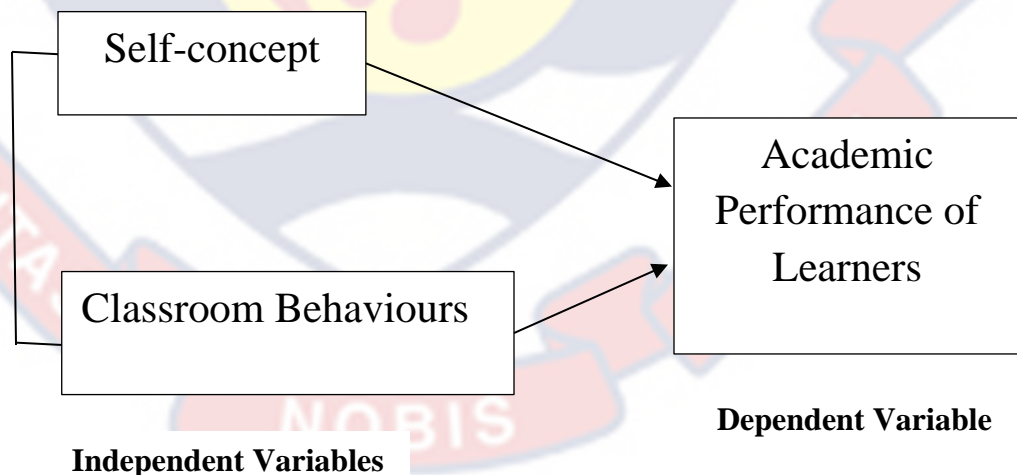 Self-concept
Academic
Performance of
Learners
Classroom Behaviours
NOBIS
Dependent Variable
Independent Variables